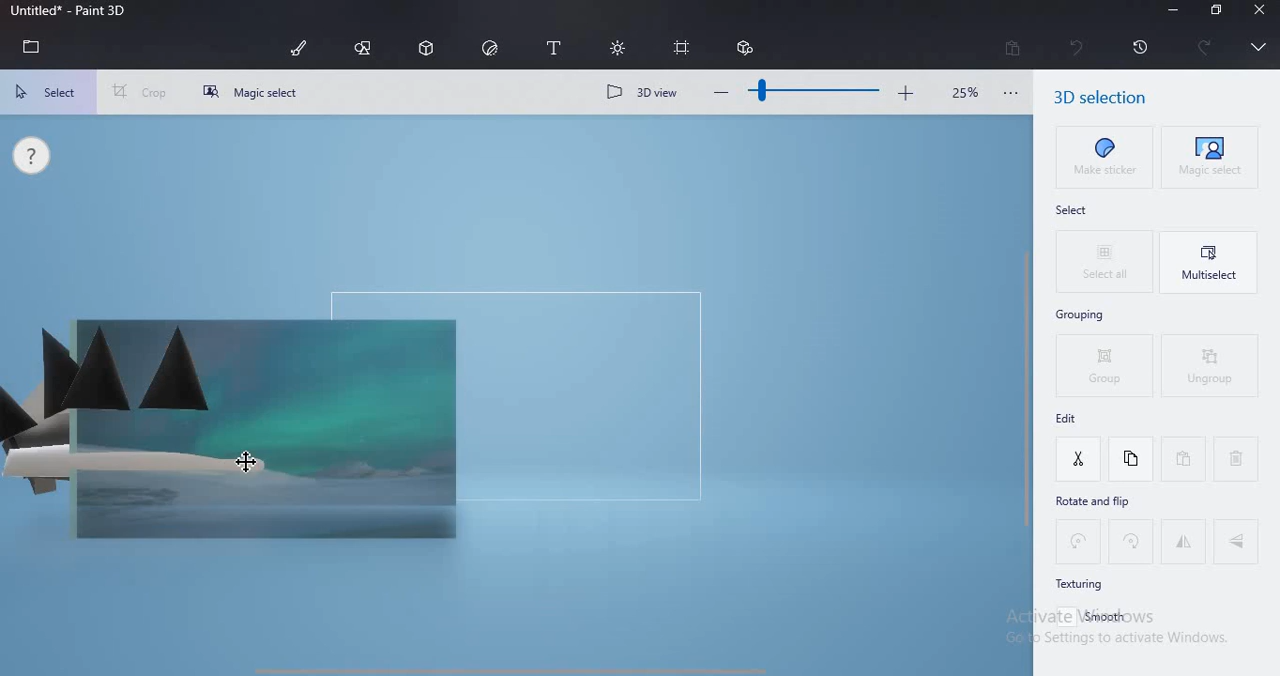 Untitled* - Paint 3D
Select
Crop
Magic select
3D view
25%
3D selection
?
Make sticker
Magic select
Select
Select all
Multiselect
Grouping
Group
Ungroup
Edit
Rotate and flip
Texturing
Smooth
Activate Windows
Go to Settings to activate Windows.